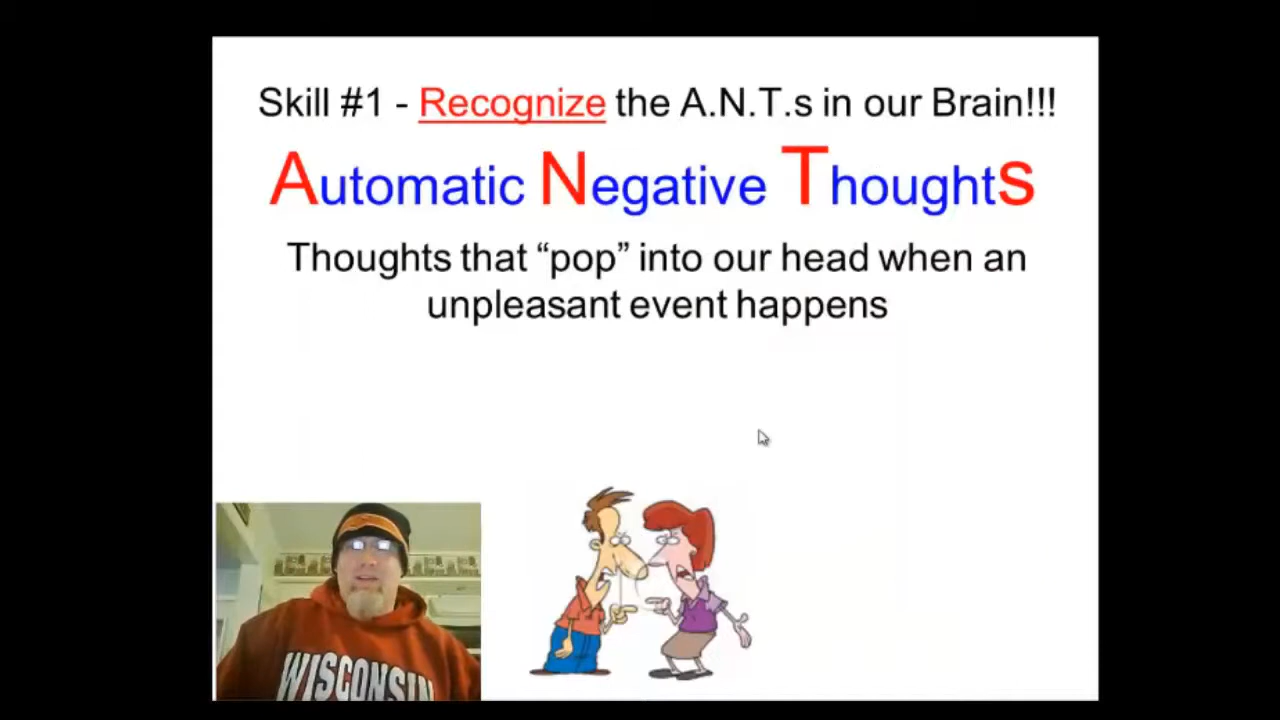 Skill #1 - Recognize the A.N.T.s in our Brain!!!
Automatic Negative Thoughts
Thoughts that “pop” into our head when an
unpleasant event happens
WISCONSIN